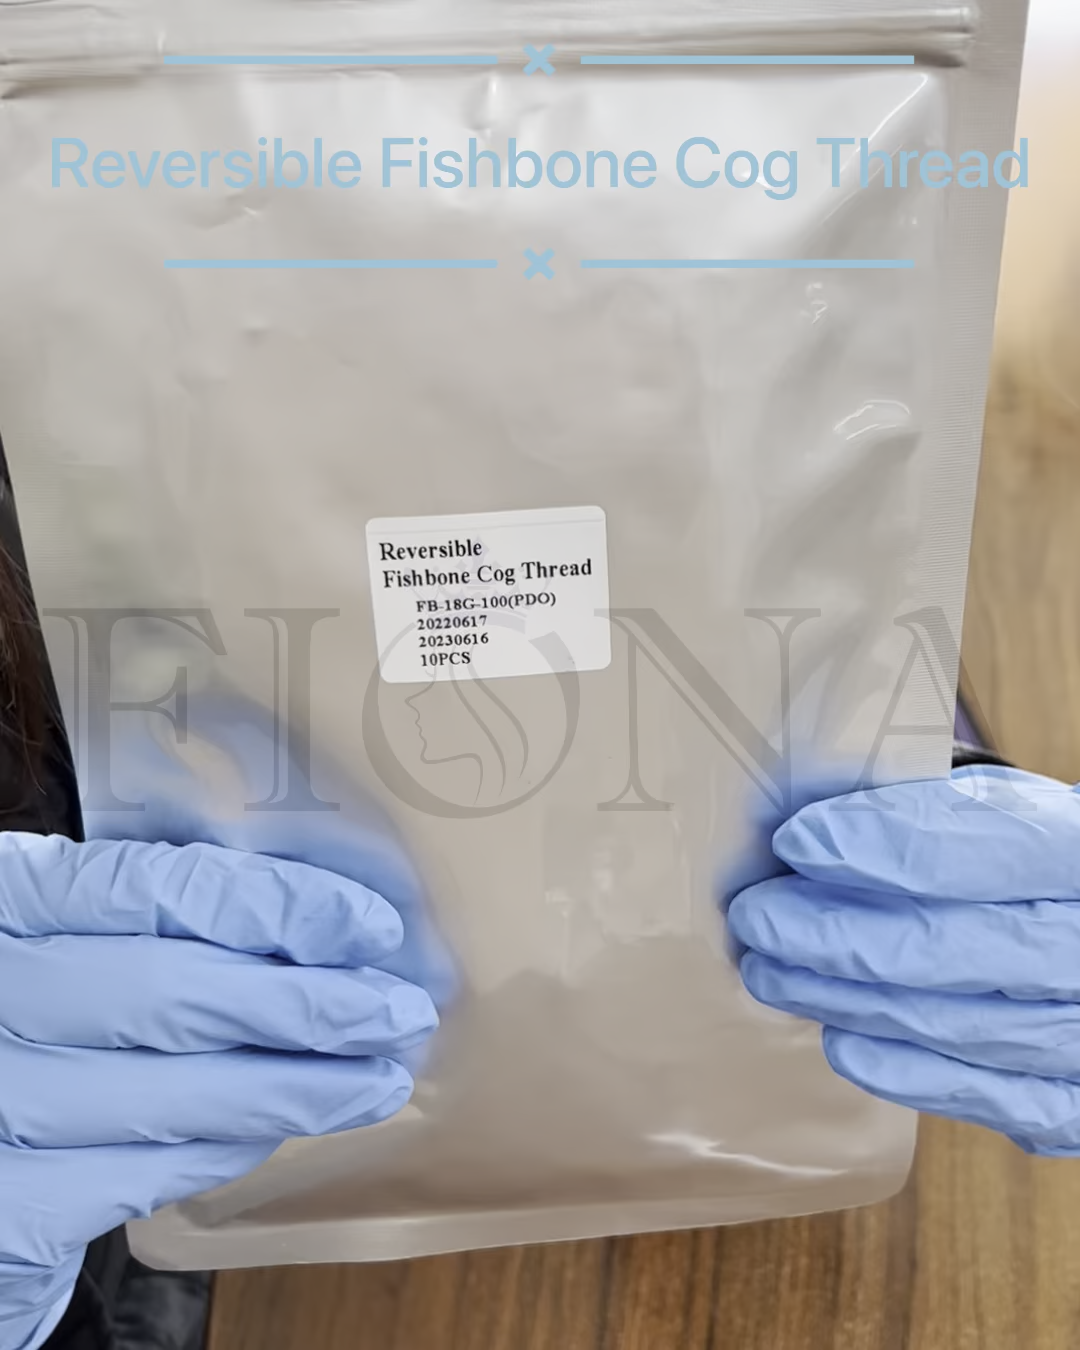 Reversible Fishbone Cog Thread
Reversible
Fishbone Cog Thread
FB-18G-100(PDO)
20220617
20230616
10PCS
FIONA